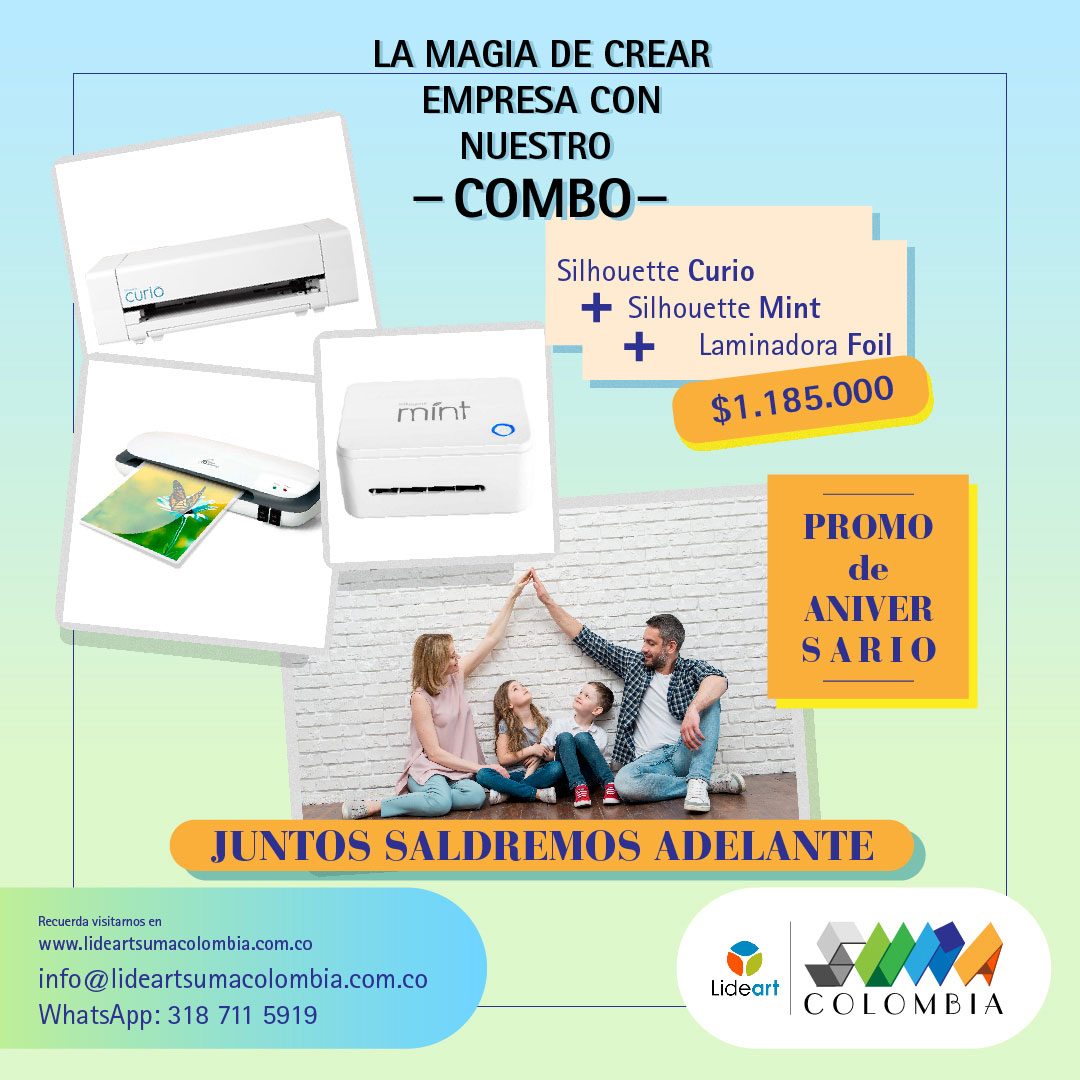 LA MAGIA DE CREAR
EMPRESA CON
NUESTRO
– COMBO –
Silhouette Curio
+ Silhouette Mint
+ Laminadora Foil
$1.185.000
curio
mint
PROMO
de
ANIVER
SARIO
JUNTOS SALDREMOS ADELANTE
Recuerda visitarnos en
www.lideartsumacolombia.com.co
info@lideartsumacolombia.com.co
WhatsApp: 318 711 5919
Lideart
SUMA
COLOMBIA